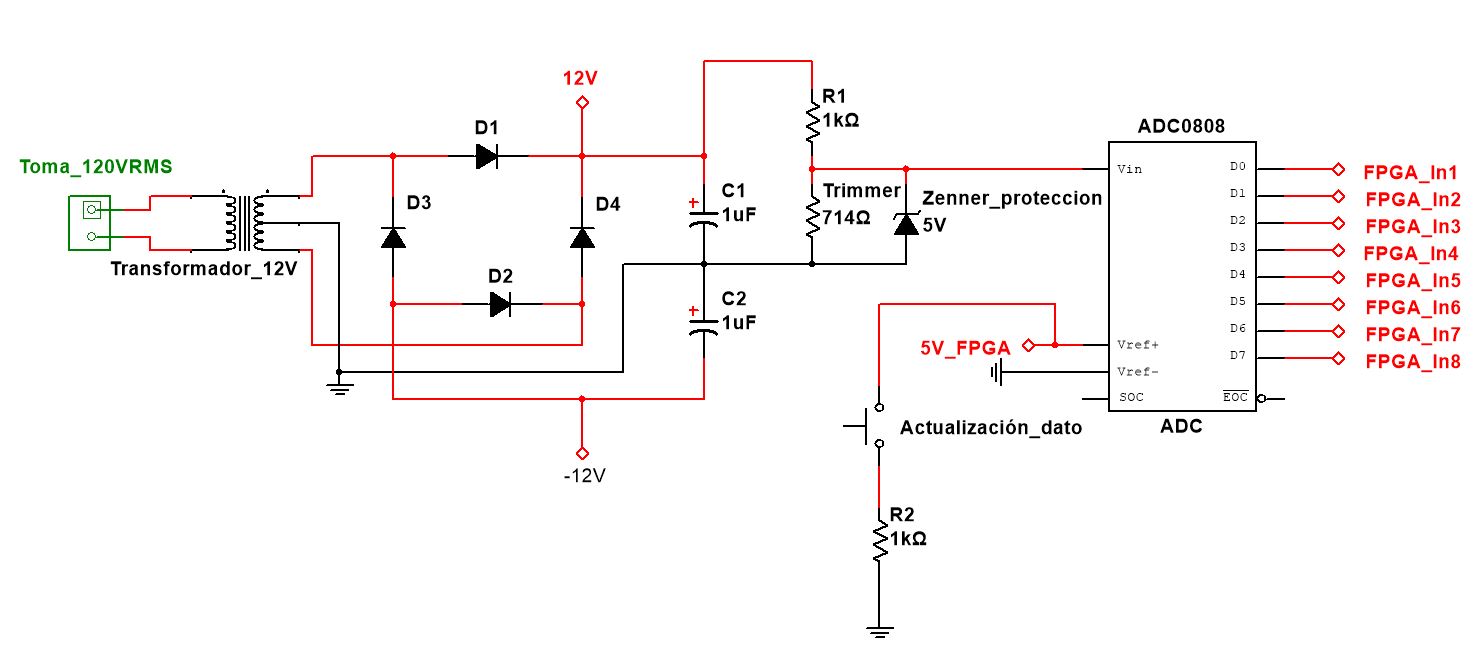 12V
R1
1kΩ
ADC0808
D1
Toma_120VRMS
Vin
D0
FPGA_In1
D1
FPGA_In2
Trimmer
714Ω
C1
1uF
Zenner_proteccion
5V
D3
D4
D2
FPGA_In3
D3
FPGA_In4
Transformador_12V
D2
D4
FPGA_In5
C2
1uF
D5
FPGA_In6
D6
FPGA_In7
5V_FPGA
Vref+
D7
FPGA_In8
Vref-
SOC
EOC
Actualización_dato
ADC
-12V
R2
1kΩ